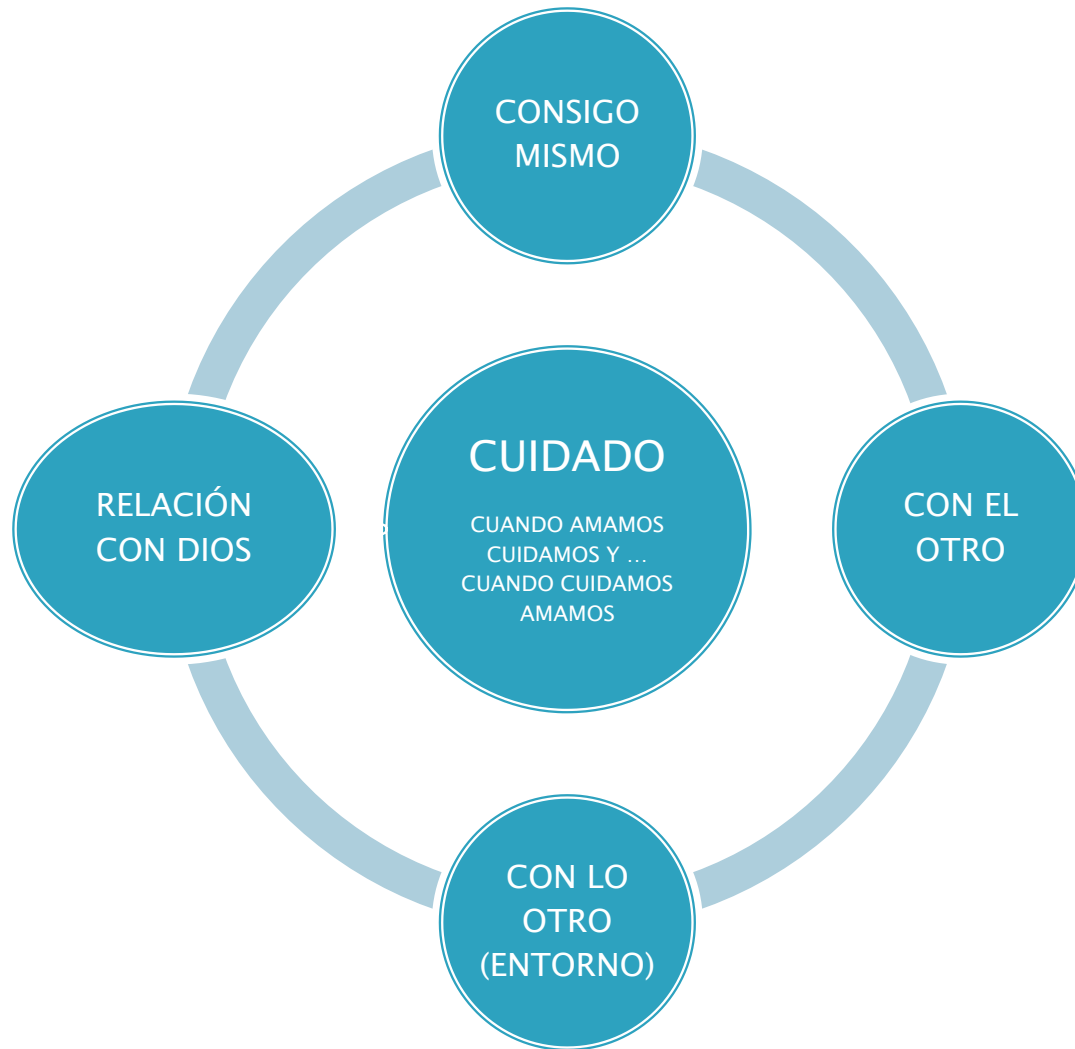 CONSIGO
MISMO
RELACIÓN
CON DIOS
CUIDADO
CUANDO AMAMOS
CUIDAMOS Y ...
CUANDO CUIDAMOS
AMAMOS
CON EL
OTRO
CON LO
OTRO
(ENTORNO)